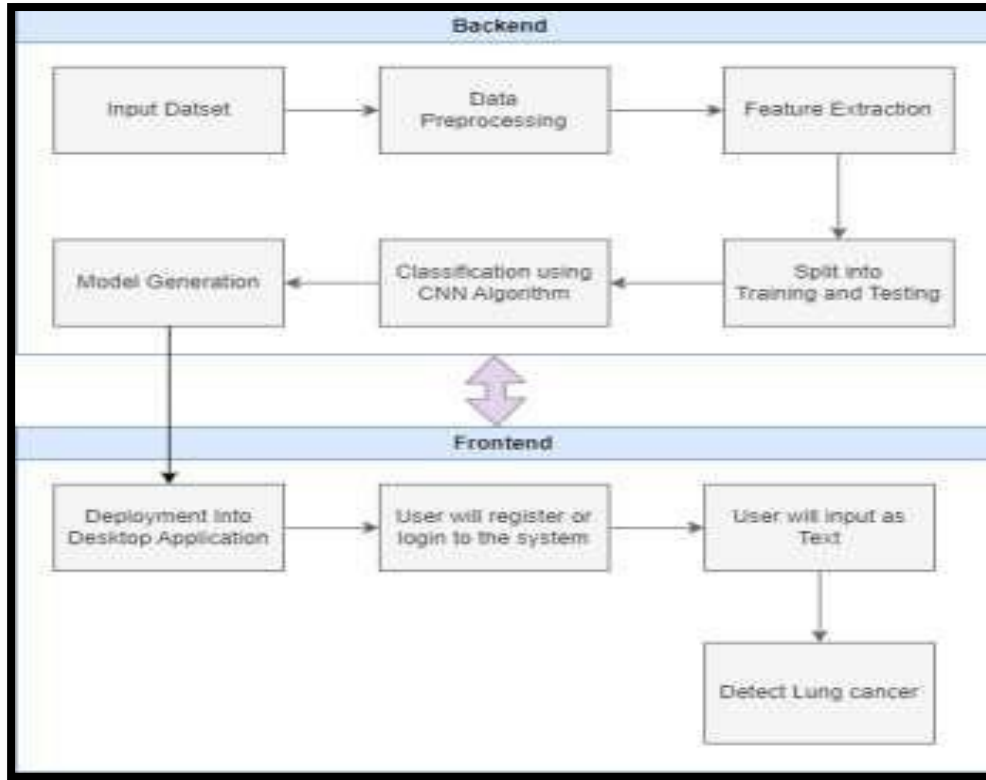 Backend
Input Datset
Data
Preprocessing
Feature Extraction
Model Generation
Classification using
CNN Algorithm
Split into
Training and Testing
Frontend
Deployment Into
Desktop Application
User will register or
login to the system
User will input as
Text
Detect Lung cancer